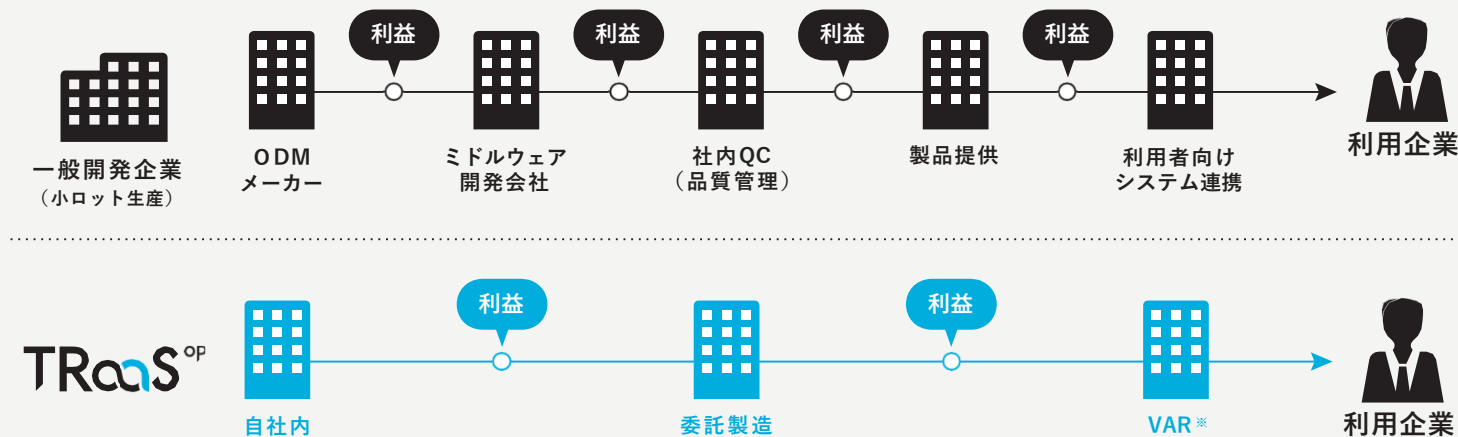 利益
利益
利益
利益
一般開発企業
（小ロット生産）
ODM
メーカー
ミドルウェア
開発会社
社内QC
（品質管理）
製品提供
利用者向け
システム連携
利用企業
利益
利益
TRaaS OP
自社内
委託製造
VAR※
利用企業